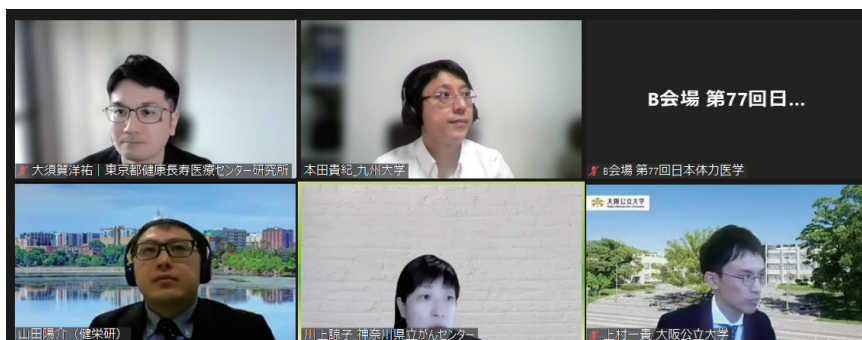 大須賀洋祐|東京都健康長寿医療センター研究所
本田貴紀_九州大学
B会場 第77回日...
B会場 第77回日本体力医学
山田陽介(健栄研)
川上諒子 神奈川県立がんセンター
大阪公立大学
上村一貴 大阪公立大学